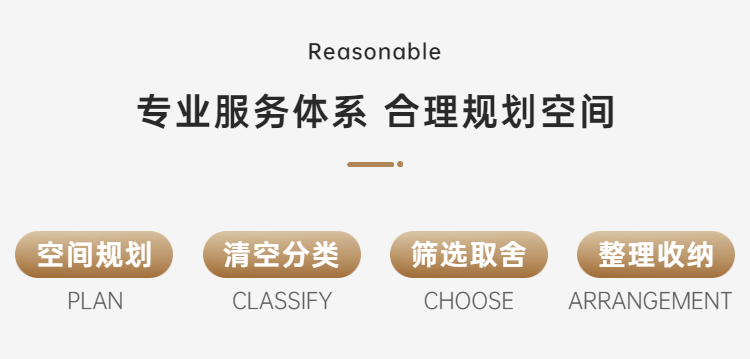 Reasonable
专业服务体系 合理规划空间
空间规划 清空分类 筛选取舍 整理收纳
PLAN CLASSIFY CHOOSE ARRANGEMENT